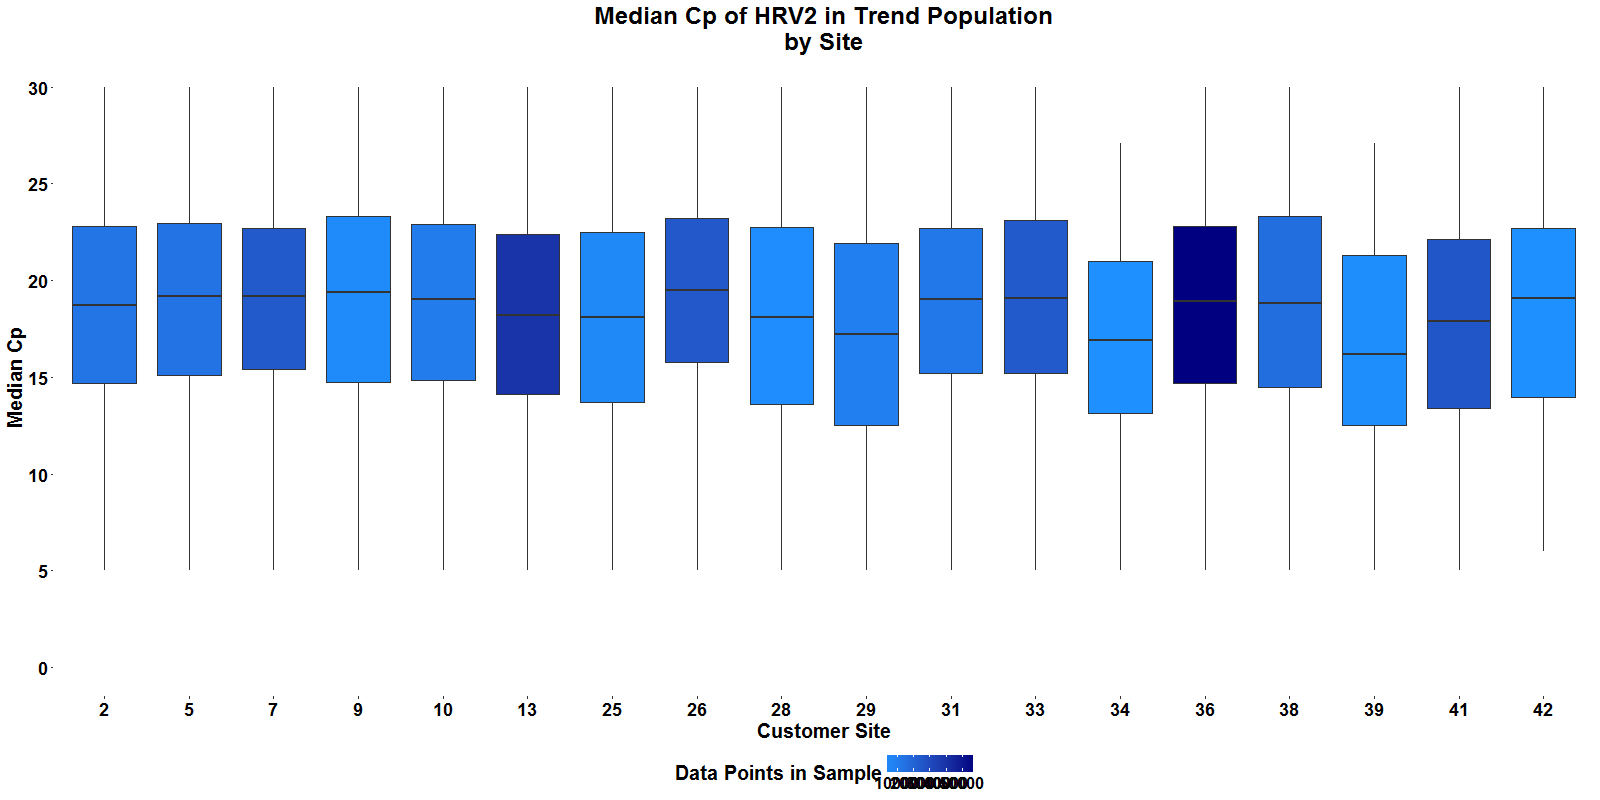 Median Cp of HRV2 in Trend Population
by Site
30
25
20
15
10
5
0
Median Cp
2 5 7 9 10 13 25 26 28 29 31 33 34 36 38 39 41 42
Customer Site
Data Points in Sample